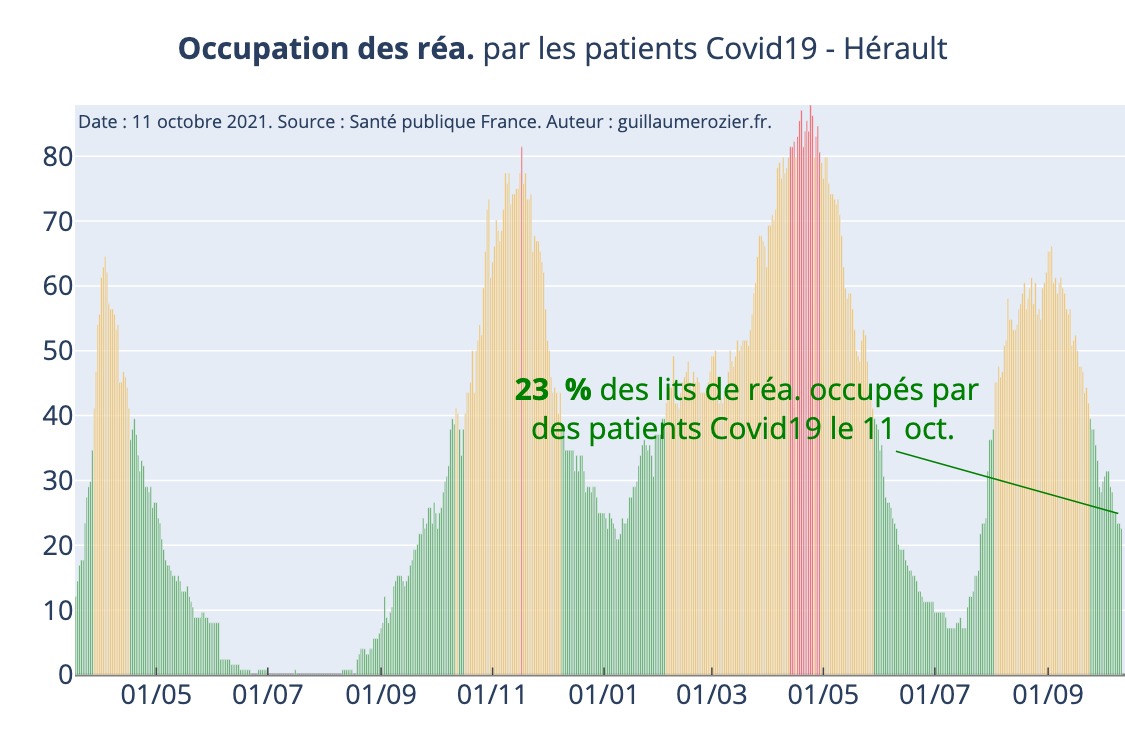 Occupation des réa. par les patients Covid19 - Hérault
Date : 11 octobre 2021. Source : Santé publique France. Auteur : guillaumerozier.fr.
80
70
60
50
40
30
20
10
0
23 % des lits de réa. occupés par
des patients Covid19 le 11 oct.
01/05 01/07 01/09 01/11 01/01 01/03 01/05 01/07 01/09